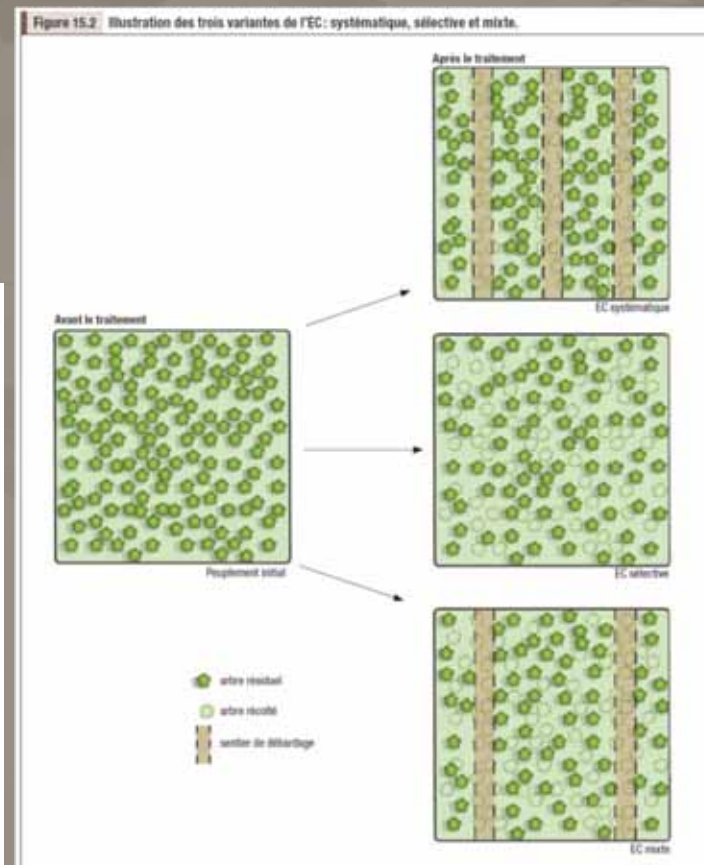 Figure 15.2 Illustration des trois variantes de l'EC: systématique, sélective et mixte.
Après le traitement
EC systématique
Avant le traitement
Peuplement initial
EC sélective
arbre résiduel
arbre récolté
sentier de débardage
EC mixte